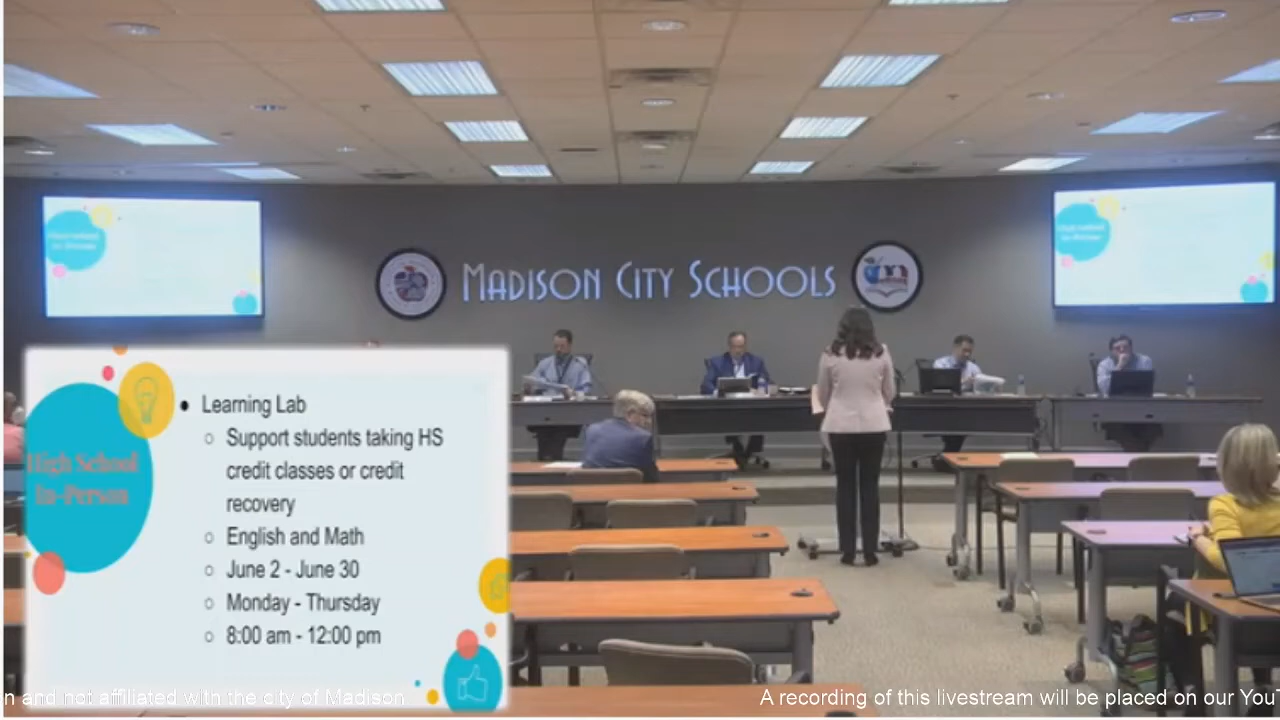 MADISON CITY SCHOOLS
High School
In-Person
• Learning Lab
○ Support students taking HS
credit classes or credit
recovery
○ English and Math
○ June 2 - June 30
○ Monday - Thursday
○ 8:00 am - 12:00 pm
n and not affiliated with the city of Madison
A recording of this livestream will be placed on our YouT